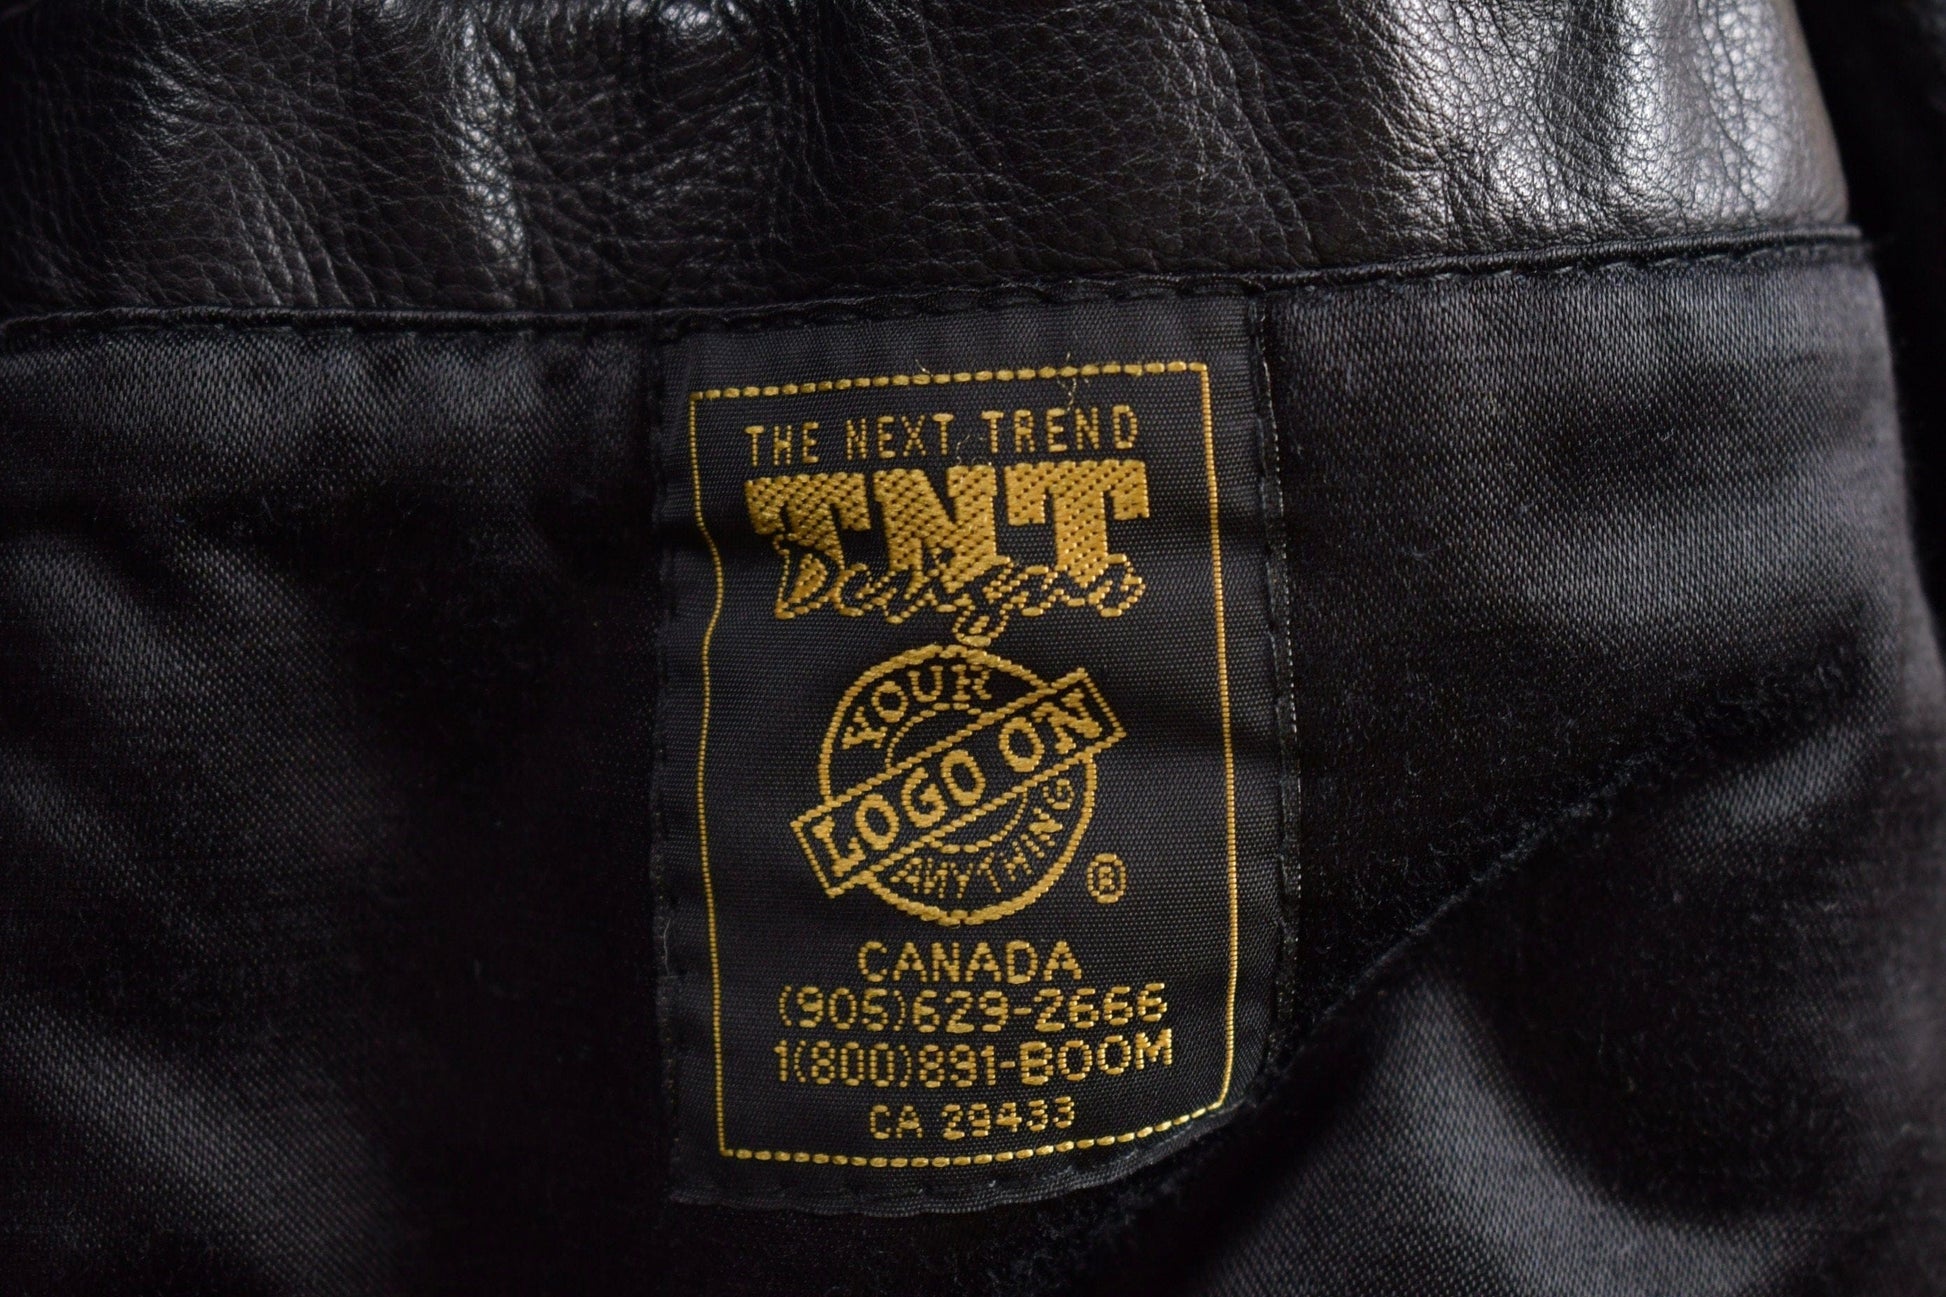 THE NEXT TREND
TNT
Designs
YOUR
LOGO ON
ANYTHING
®
CANADA
(905)629-2666
1(800)891-BOOM
CA 29433